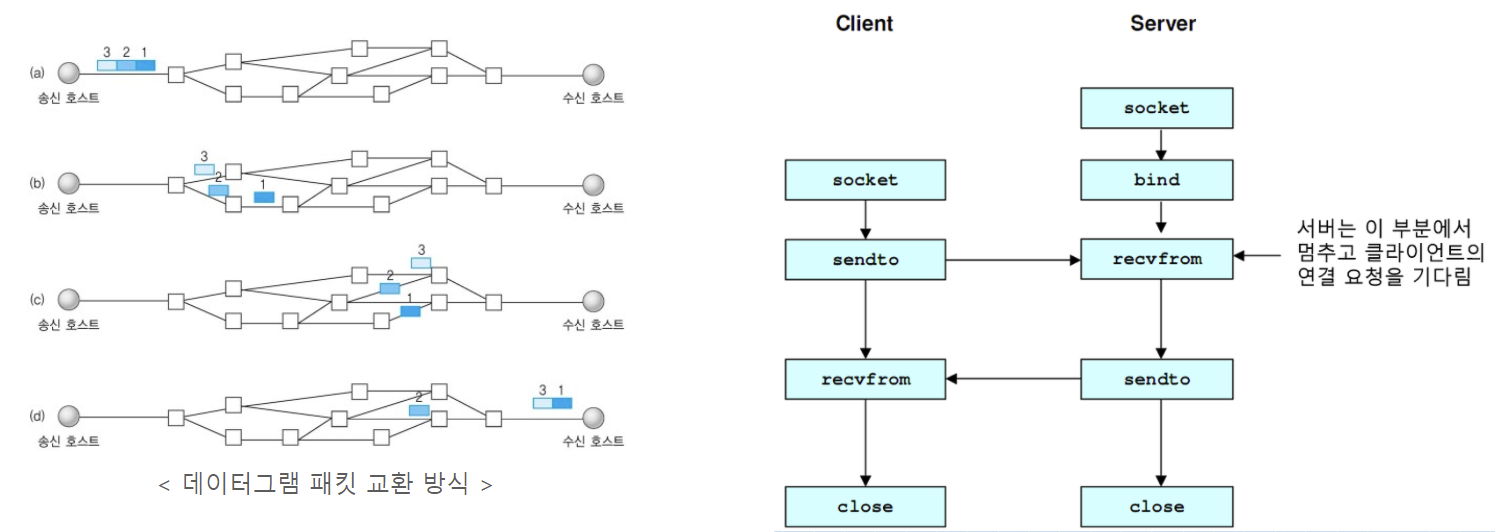 3 2 1
(a)
송신 호스트
수신 호스트
3
2
1
(b)
송신 호스트
수신 호스트
3
2
1
(c)
송신 호스트
수신 호스트
3 1
2
(d)
송신 호스트
수신 호스트
< 데이터그램 패킷 교환 방식 >
Client
Server
socket
socket
bind
sendto
recvfrom
서버는 이 부분에서
멈추고 클라이언트의
연결 요청을 기다림
recvfrom
sendto
close
close